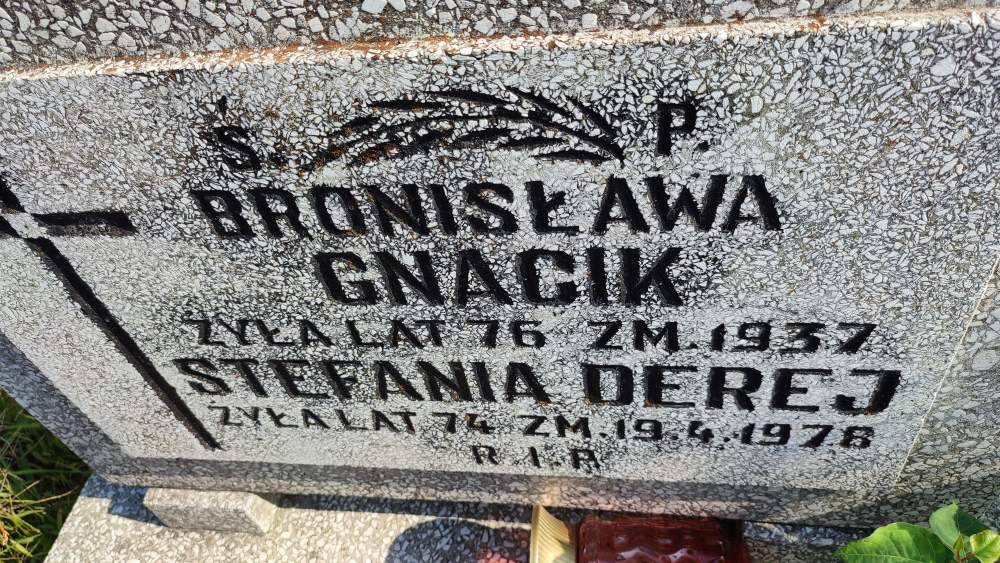 Ś. P.
BRONISŁAWA
GNACIK
ŻYŁA LAT 76 ZM. 1937
STEFANIA DEREJ
ŻYŁA LAT 74 ZM. 19.4.1978
R.I.P.